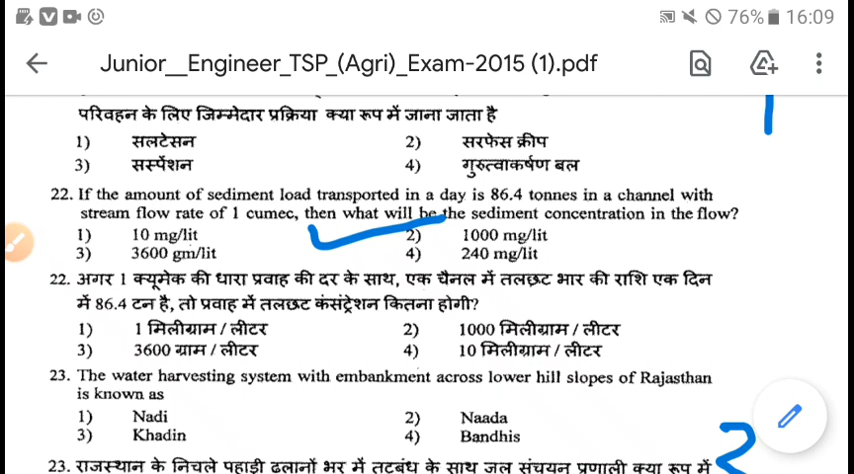 76% 16:09
Junior__Engineer_TSP_(Agri)_Exam-2015 (1).pdf
परिवहन के लिए जिम्मेदार प्रक्रिया क्या रूप में जाना जाता है
1) सलटेसन 2) सरफेस क्रीप
3) सस्पेंशन 4) गुरुत्वाकर्षण बल
22. If the amount of sediment load transported in a day is 86.4 tonnes in a channel with
stream flow rate of 1 cumec, then what will be the sediment concentration in the flow?
1) 10 mg/lit 2) 1000 mg/lit
3) 3600 gm/lit 4) 240 mg/lit
22. अगर 1 क्यूमेक की धारा प्रवाह की दर के साथ, एक चैनल में तलछट भार की राशि एक दिन
में 86.4 टन है, तो प्रवाह में तलछट कंसंट्रेशन कितना होगी?
1) 1 मिलीग्राम / लीटर 2) 1000 मिलीग्राम / लीटर
3) 3600 ग्राम / लीटर 4) 10 मिलीग्राम / लीटर
23. The water harvesting system with embankment across lower hill slopes of Rajasthan
is known as
1) Nadi 2) Naada
3) Khadin 4) Bandhis
2
23. राजस्थान के निचले पहाड़ी ढलानों भर में तटबंध के साथ जल संचयन प्रणाली क्या रूप में